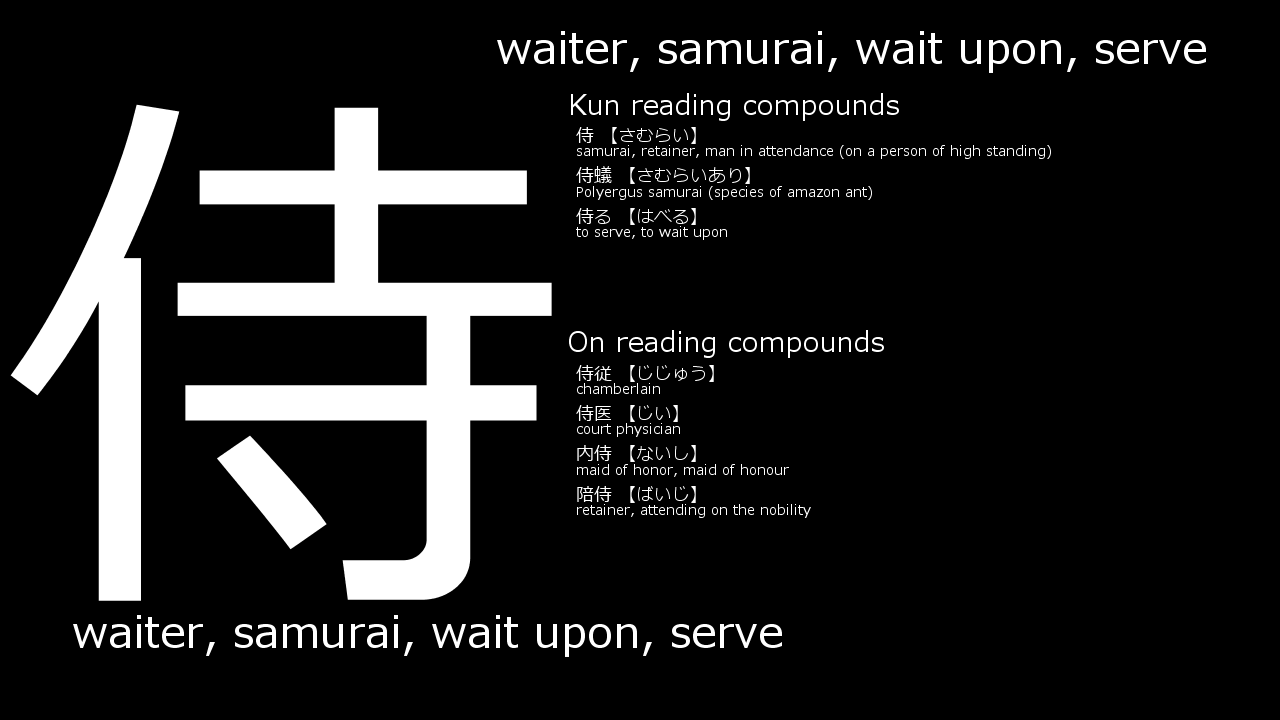 waiter, samurai, wait upon, serve
侍
Kun reading compounds
侍 【さむらい】
samurai, retainer, man in attendance (on a person of high standing)
侍蟻 【さむらいあり】
Polyergus samurai (species of amazon ant)
侍る 【はべる】
to serve, to wait upon
On reading compounds
侍従 【じじゅう】
chamberlain
侍医 【じい】
court physician
内侍 【ないし】
maid of honor, maid of honour
陪侍 【ばいじ】
retainer, attending on the nobility
waiter, samurai, wait upon, serve